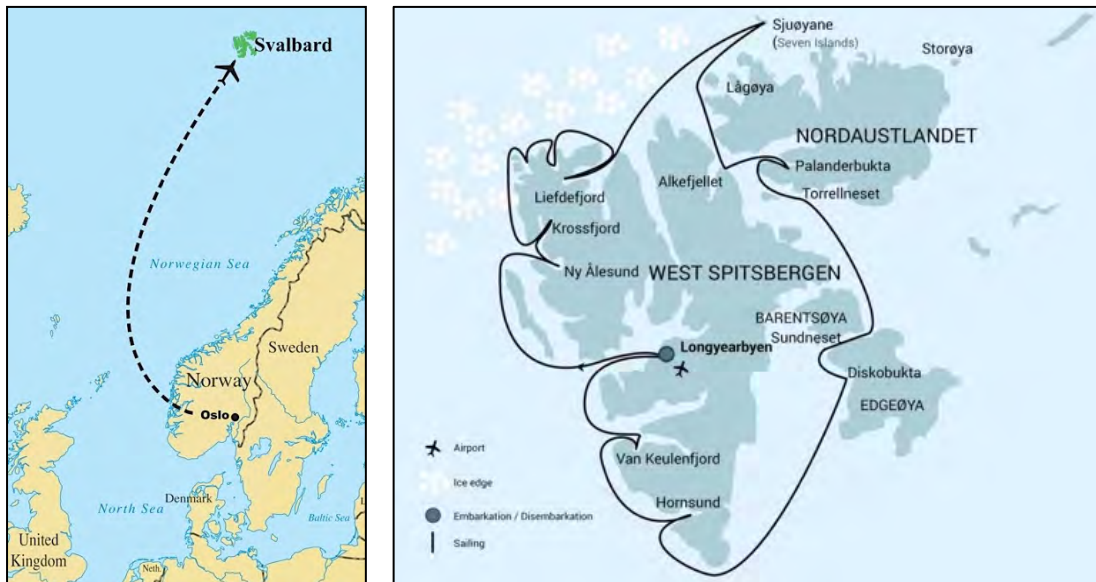 Svalbard
Norwegian Sea
Sweden
Norway
Oslo
North Sea
Denmark
Baltic Sea
United
Kingdom
Neth.
Sjuøyane
(Seven Islands)
Storøya
Lågøya
NORDAUSTLANDET
Palanderbukta
Alkefjellet
Torrellneset
Liefdefjord
Krossfjord
Ny Ålesund
WEST SPITSBERGEN
BARENTSØYA
Sundneset
Longyearbyen
Diskobukta
EDGEØYA
Van Keulenfjord
Hornsund
Airport
Ice edge
Embarkation / Disembarkation
Sailing